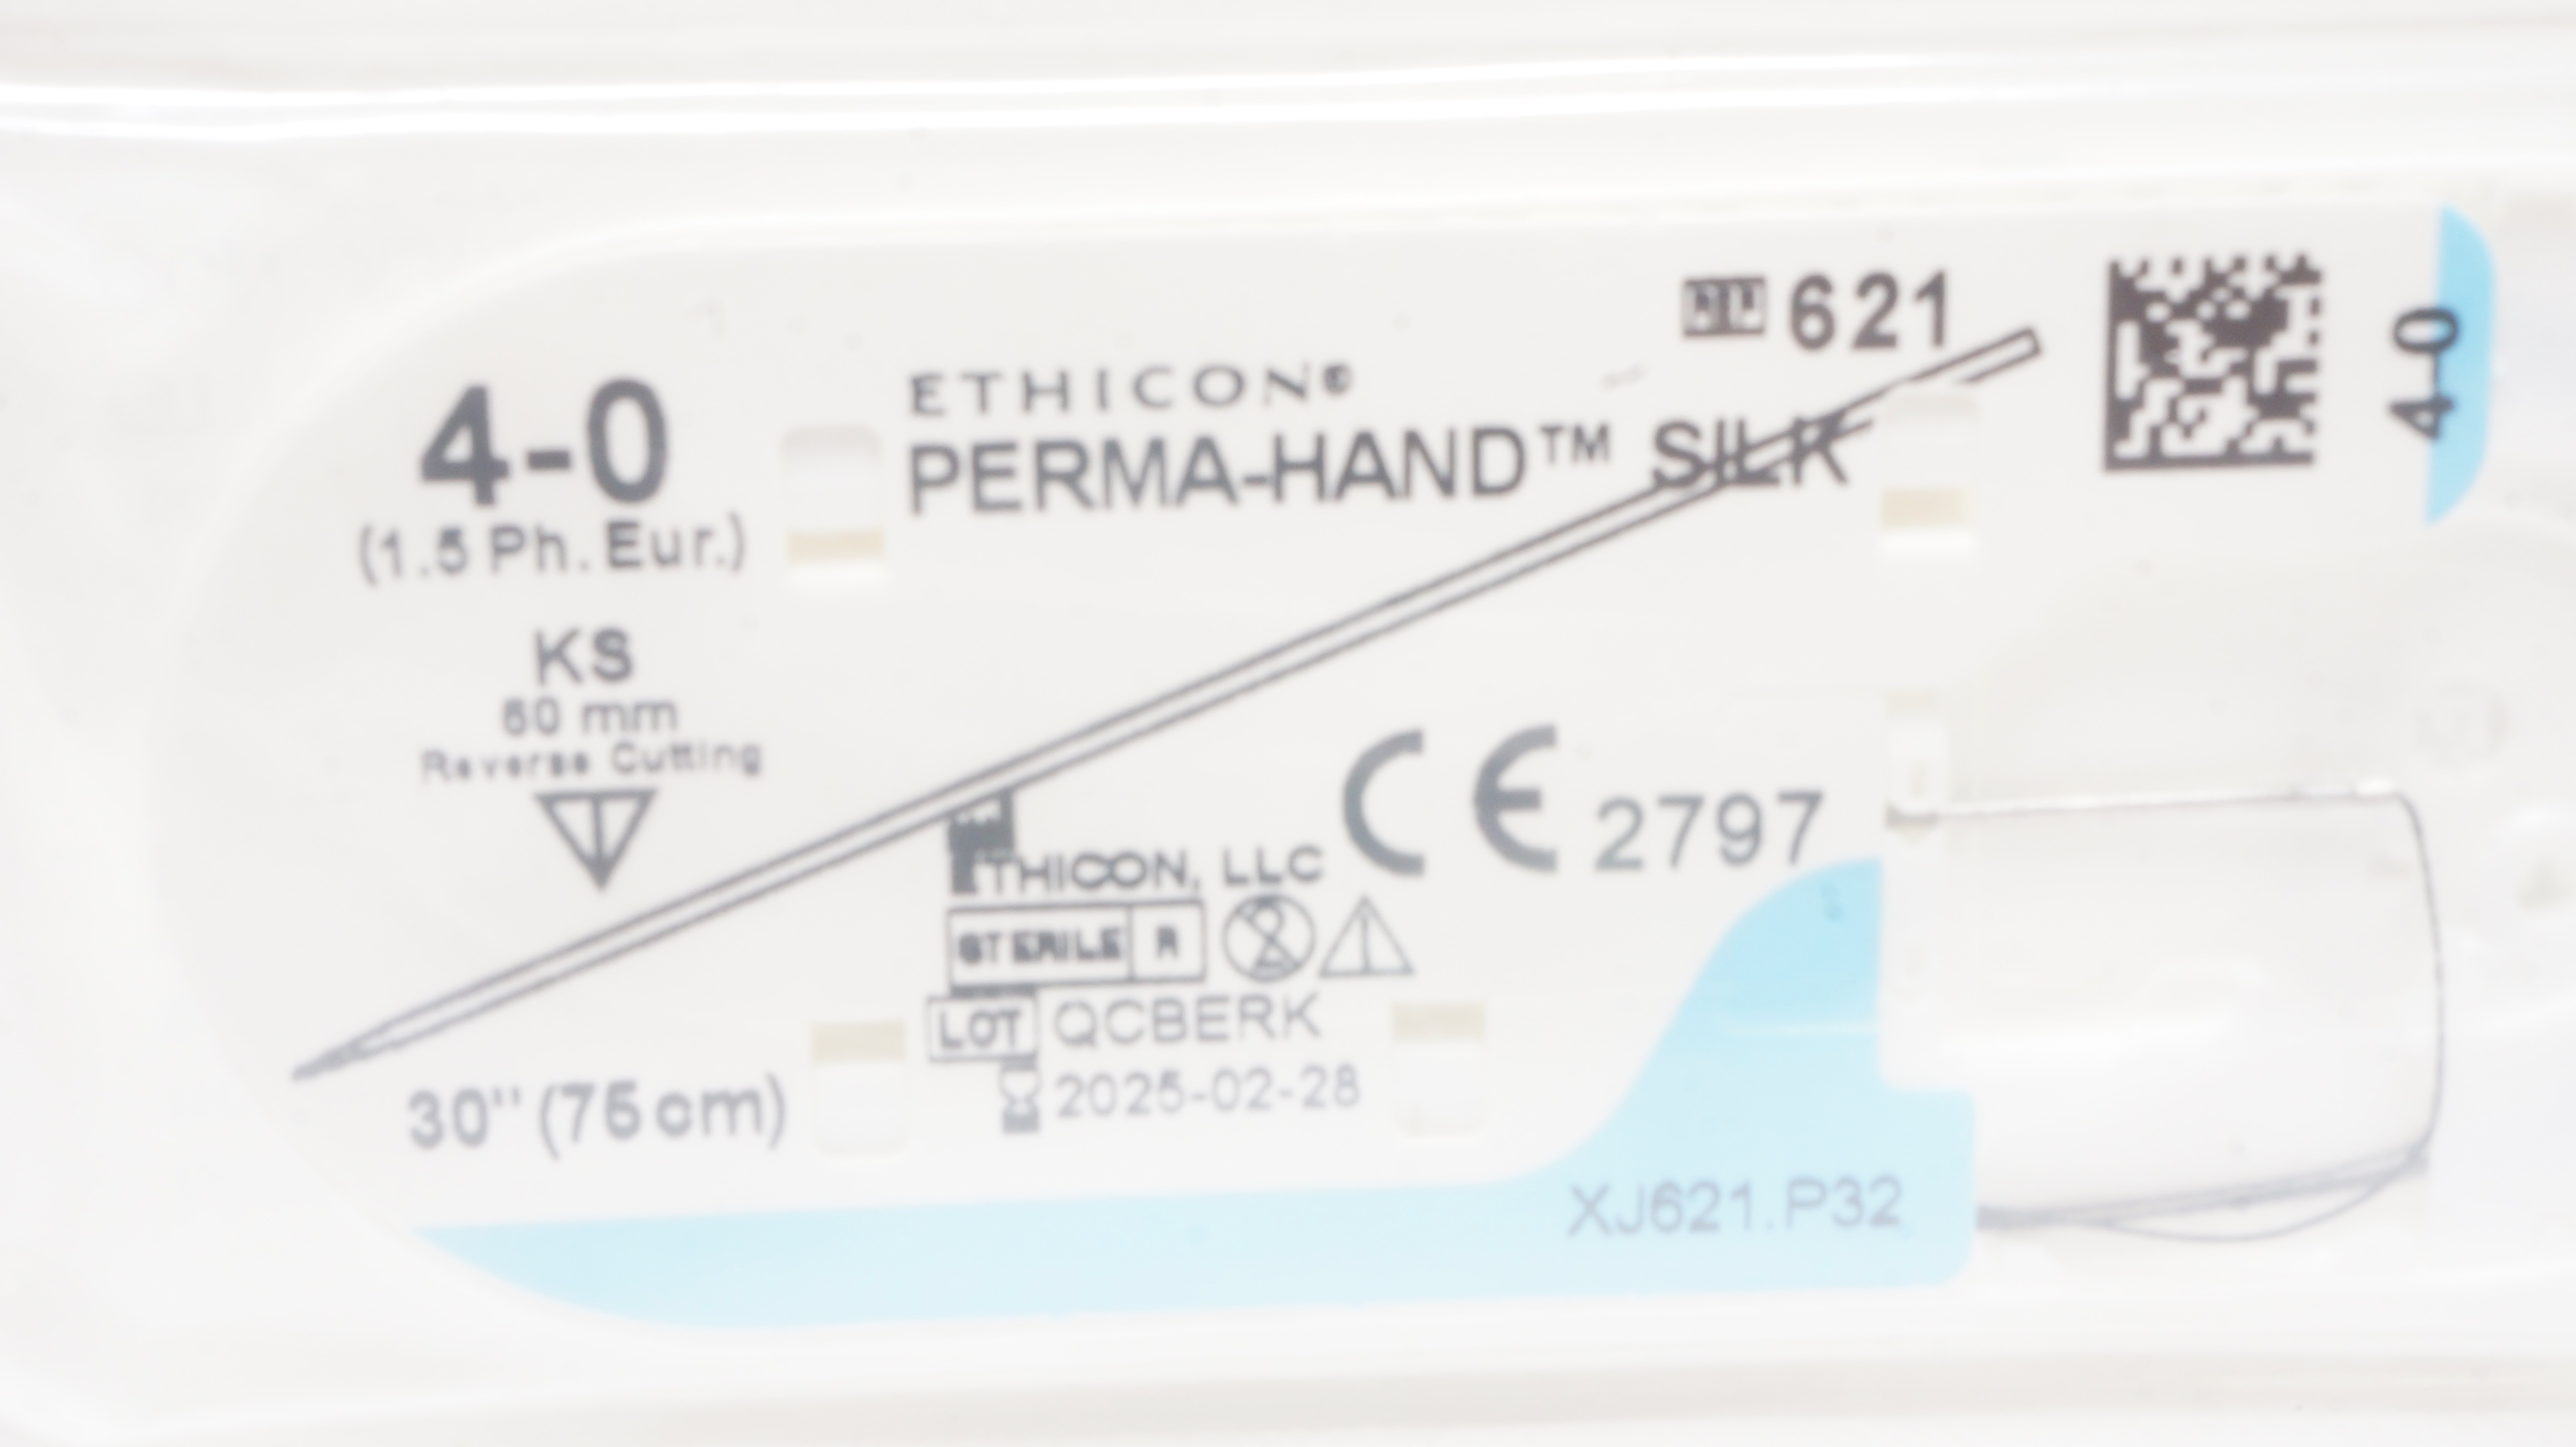 REF 621
4-0
ETHICON®
PERMA-HAND™ SILK
4-0
(1.5 Ph. Eur.)
KS
60 mm
Reverse Cutting
CE 2797
ETHICON, LLC
STERILE R
LOT QCBERK
2025-02-28
30" (75 cm)
XJ621.P32